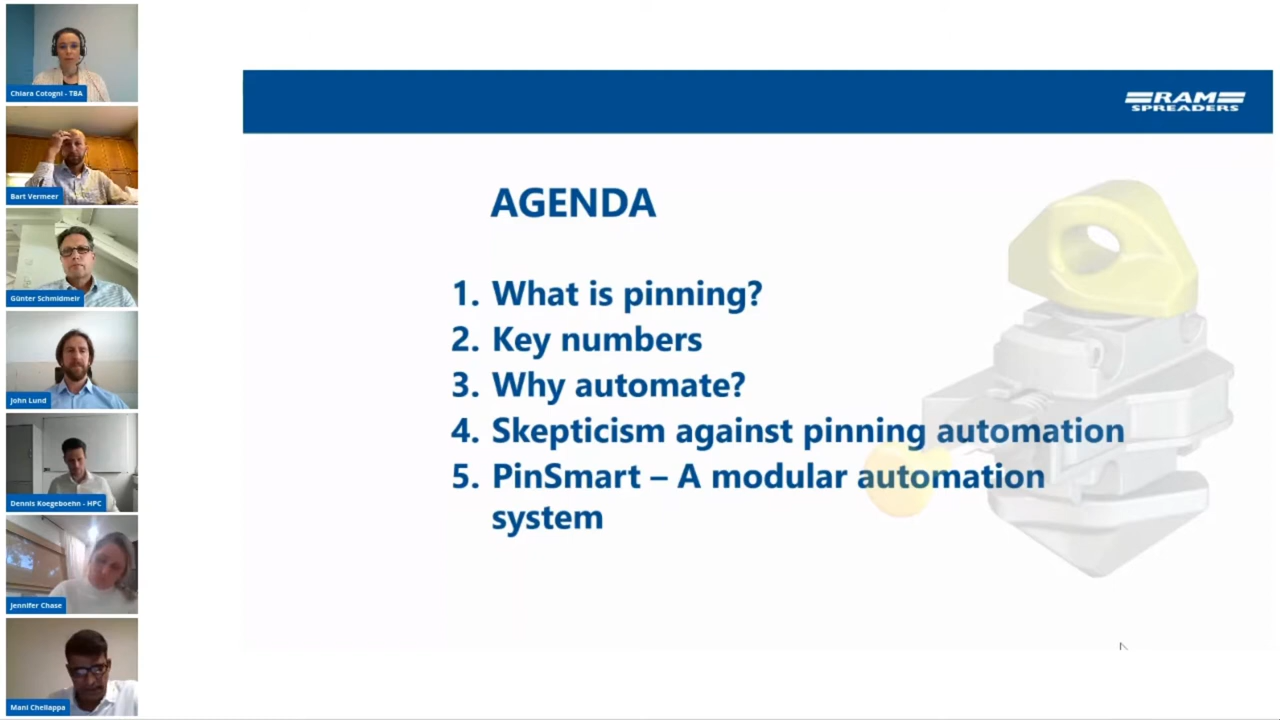 Chiara Cotogni - TBA
Bart Vermeer
Günter Schmidmeir
John Lund
Dennis Koegeboehn - HPC
Jennifer Chase
Mani Chellappa
RAM
SPREADERS
AGENDA
1. What is pinning?
2. Key numbers
3. Why automate?
4. Skepticism against pinning automation
5. PinSmart – A modular automation
system